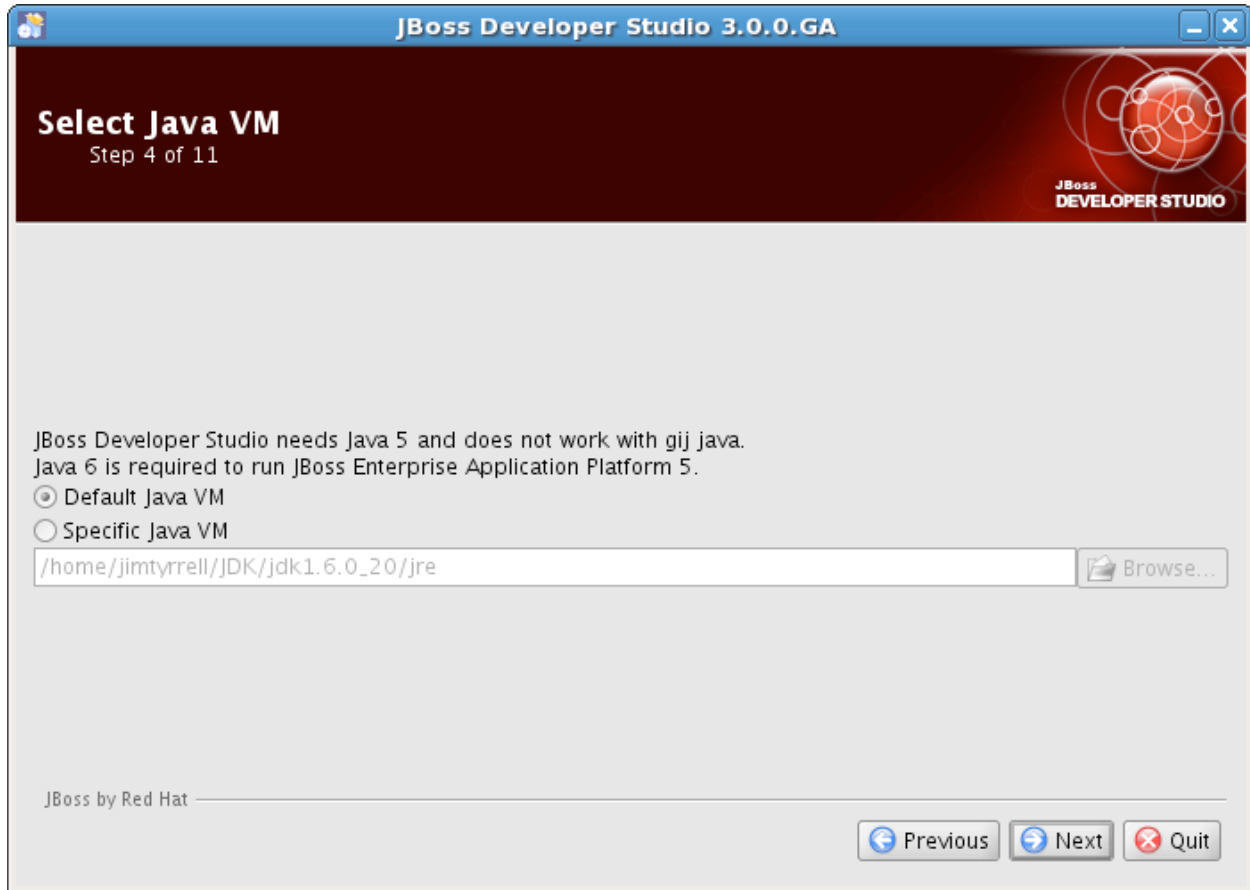 JBoss Developer Studio 3.0.0.GA
Select Java VM
Step 4 of 11
JBoss
DEVELOPER STUDIO
JBoss Developer Studio needs Java 5 and does not work with gij java.
Java 6 is required to run JBoss Enterprise Application Platform 5.
Default Java VM
Specific Java VM
/home/jimtyrrell/JDK/jdk1.6.0_20/jre
Browse...
JBoss by Red Hat
Previous
Next
Quit